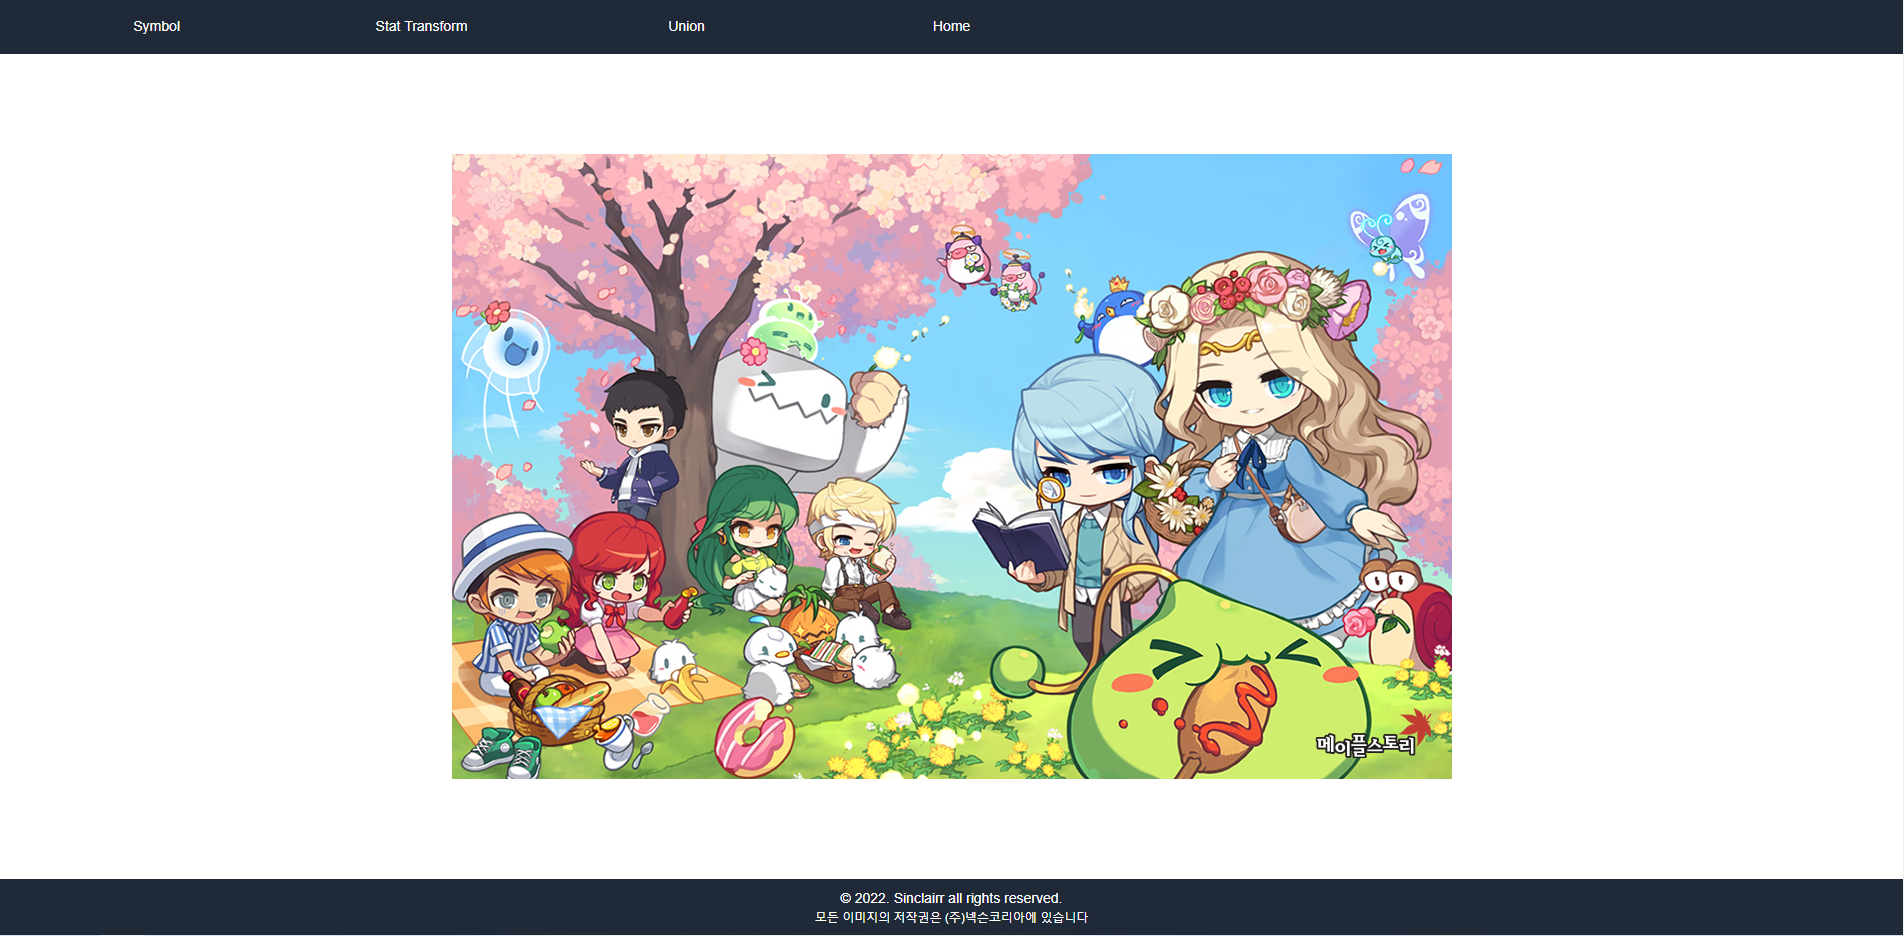 Symbol
Stat Transform
Union
Home
메이플스토리
© 2022. Sinclairr all rights reserved.
모든 이미지의 저작권은 (주)넥슨코리아에 있습니다